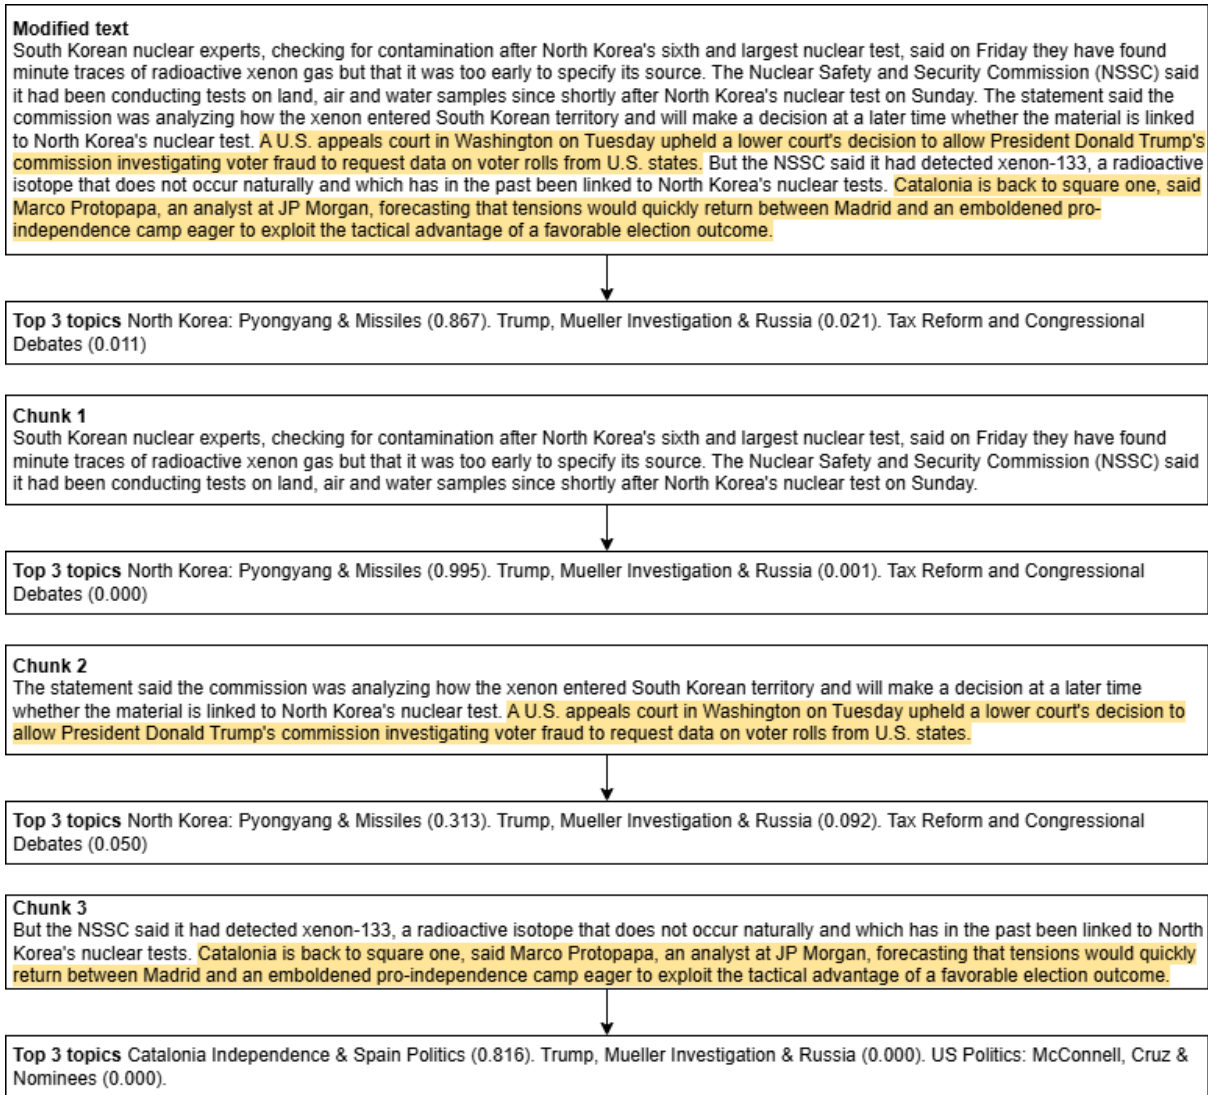 Modified text
South Korean nuclear experts, checking for contamination after North Korea's sixth and largest nuclear test, said on Friday they have found
minute traces of radioactive xenon gas but that it was too early to specify its source. The Nuclear Safety and Security Commission (NSSC) said
it had been conducting tests on land, air and water samples since shortly after North Korea's nuclear test on Sunday. The statement said the
commission was analyzing how the xenon entered South Korean territory and will make a decision at a later time whether the material is linked
to North Korea's nuclear test. A U.S. appeals court in Washington on Tuesday upheld a lower court's decision to allow President Donald Trump's
commission investigating voter fraud to request data on voter rolls from U.S. states. But the NSSC said it had detected xenon-133, a radioactive
isotope that does not occur naturally and which has in the past been linked to North Korea's nuclear tests. Catalonia is back to square one, said
Marco Protopapa, an analyst at JP Morgan, forecasting that tensions would quickly return between Madrid and an emboldened pro-
independence camp eager to exploit the tactical advantage of a favorable election outcome.
Top 3 topics North Korea: Pyongyang & Missiles (0.867). Trump, Mueller Investigation & Russia (0.021). Tax Reform and Congressional
Debates (0.011)
Chunk 1
South Korean nuclear experts, checking for contamination after North Korea's sixth and largest nuclear test, said on Friday they have found
minute traces of radioactive xenon gas but that it was too early to specify its source. The Nuclear Safety and Security Commission (NSSC) said
it had been conducting tests on land, air and water samples since shortly after North Korea's nuclear test on Sunday.
Top 3 topics North Korea: Pyongyang & Missiles (0.995). Trump, Mueller Investigation & Russia (0.001). Tax Reform and Congressional
Debates (0.000)
Chunk 2
The statement said the commission was analyzing how the xenon entered South Korean territory and will make a decision at a later time
whether the material is linked to North Korea's nuclear test. A U.S. appeals court in Washington on Tuesday upheld a lower court's decision to
allow President Donald Trump's commission investigating voter fraud to request data on voter rolls from U.S. states.
Top 3 topics North Korea: Pyongyang & Missiles (0.313). Trump, Mueller Investigation & Russia (0.092). Tax Reform and Congressional
Debates (0.050)
Chunk 3
But the NSSC said it had detected xenon-133, a radioactive isotope that does not occur naturally and which has in the past been linked to North
Korea's nuclear tests. Catalonia is back to square one, said Marco Protopapa, an analyst at JP Morgan, forecasting that tensions would quickly
return between Madrid and an emboldened pro-independence camp eager to exploit the tactical advantage of a favorable election outcome.
Top 3 topics Catalonia Independence & Spain Politics (0.816). Trump, Mueller Investigation & Russia (0.000). US Politics: McConnell, Cruz &
Nominees (0.000).